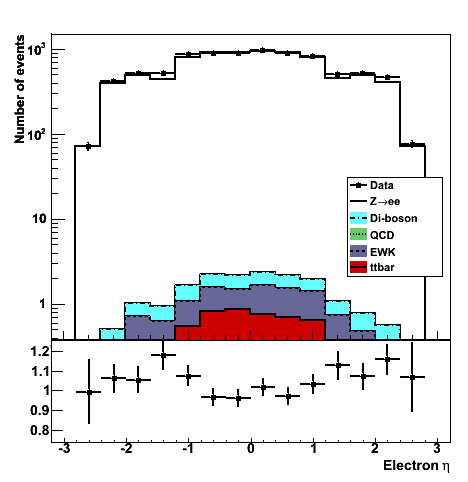 Number of events
10³
10²
10
1
Data
Z→ee
Di-boson
QCD
EWK
ttbar
1.2
1.1
1
0.9
0.8
-3 -2 -1 0 1 2 3
Electron η